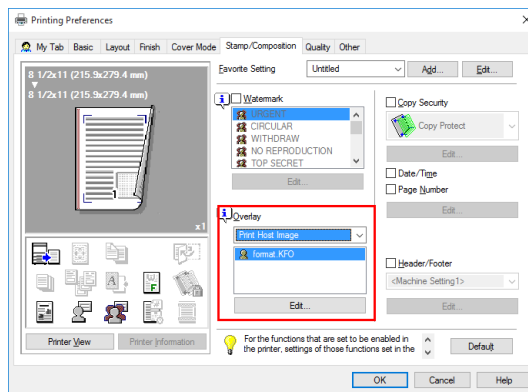 Printing Preferences
My Tab Basic Layout Finish Cover Mode Stamp/Composition Quality Other
8 1/2x11 (215.9x279.4 mm)
8 1/2x11 (215.9x279.4 mm)
1
x1
Printer View
Printer Information
Favorite Setting
Untitled
Add...
Edit...
Watermark
URGENT
CIRCULAR
WITHDRAW
NO REPRODUCTION
TOP SECRET
Edit...
Overlay
Print Host Image
format.KFO
Edit...
Copy Security
Copy Protect
Edit...
Date/Time
Page Number
Edit...
Header/Footer
<Machine Setting1>
Edit...
For the functions that are set to be enabled in
the printer, settings of those functions set in the
Default
OK
Cancel
Help